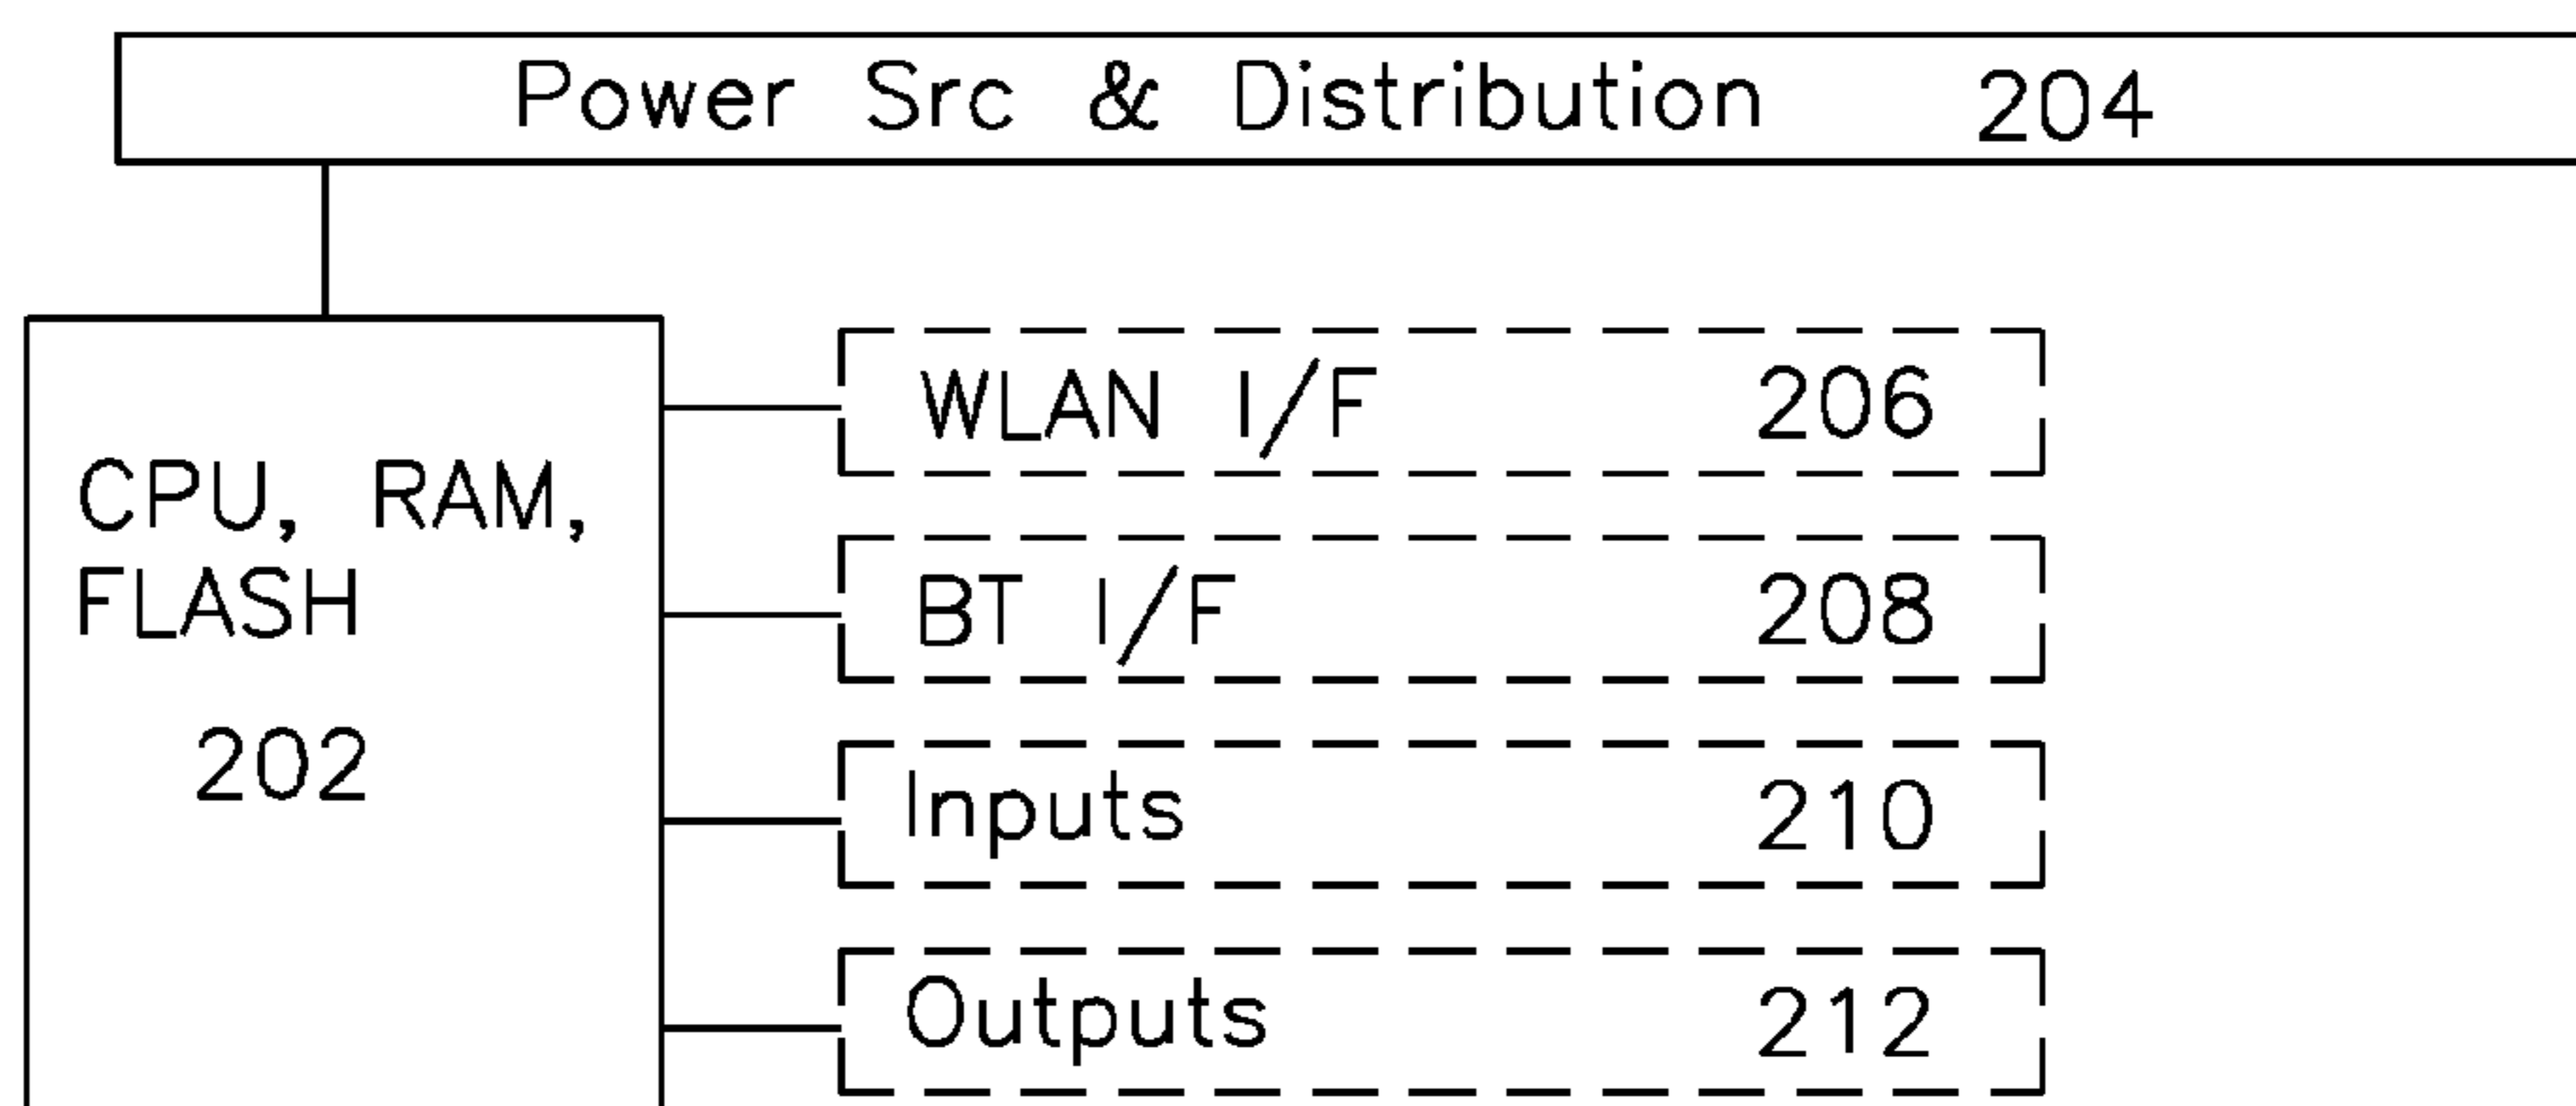 Power Src & Distribution 204
CPU, RAM,
FLASH
202
WLAN I/F 206
BT I/F 208
Inputs 210
Outputs 212